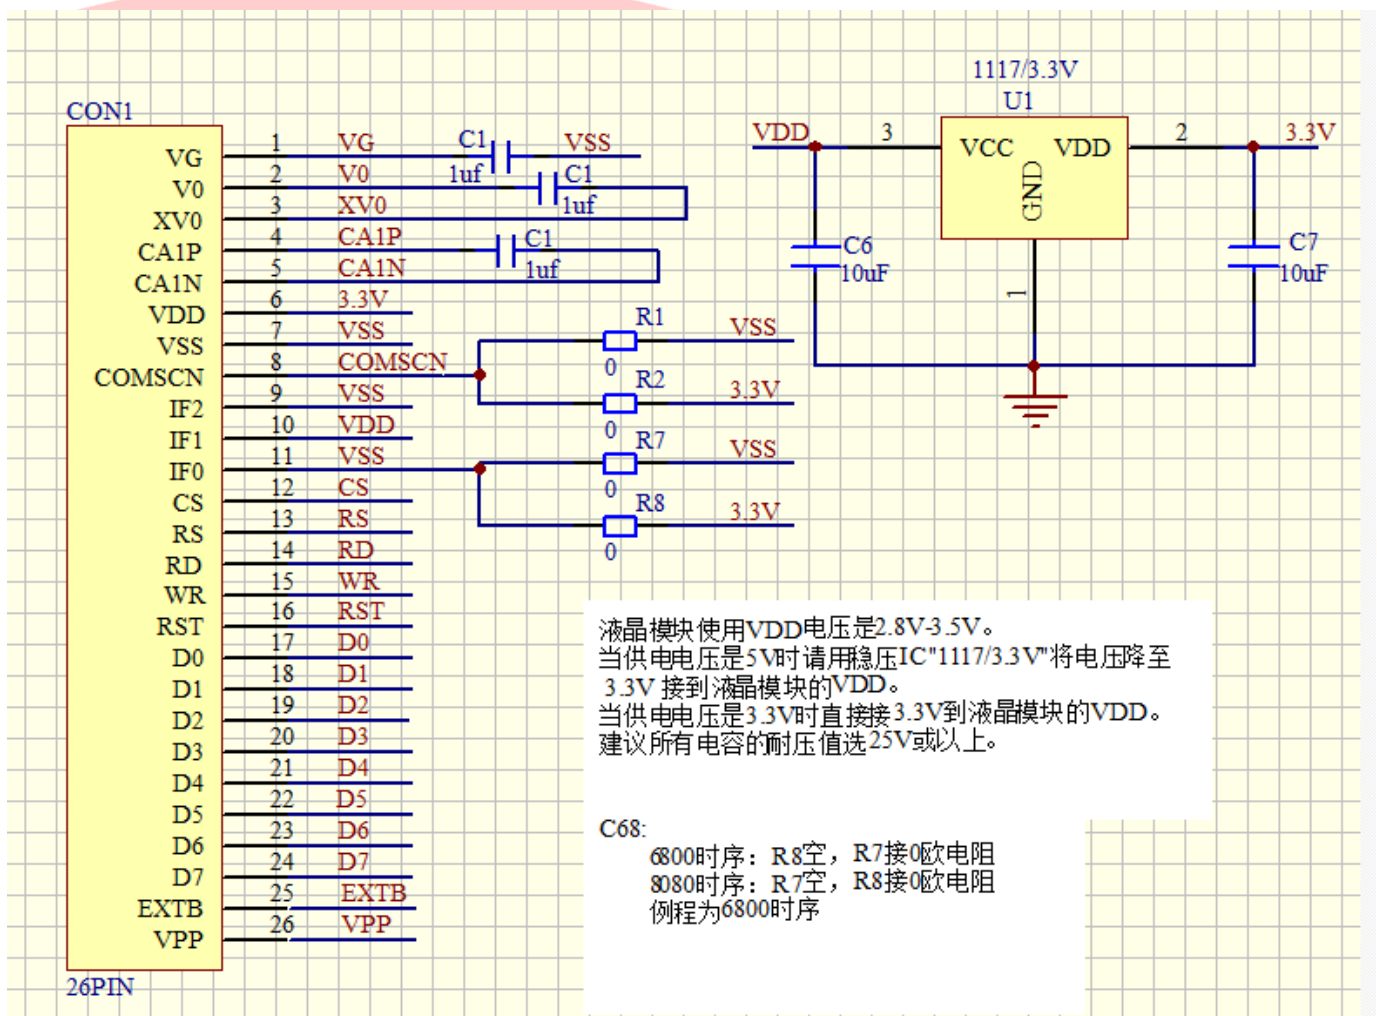 CON1
VG 1 VG C1 1uf VSS
V0 2 V0 C1 1uf
XV0 3 XV0
CA1P 4 CA1P C1 1uf
CA1N 5 CA1N
VDD 6 3.3V
VSS 7 VSS
COMSCN 8 COMSCN
IF2 9 VSS
IF1 10 VDD
IF0 11 VSS
CS 12 CS
RS 13 RS
RD 14 RD
WR 15 WR
RST 16 RST
D0 17 D0
D1 18 D1
D2 19 D2
D3 20 D3
D4 21 D4
D5 22 D5
D6 23 D6
D7 24 D7
EXTB 25 EXTB
VPP 26 VPP
26PIN
R1 VSS
0
R2 3.3V
0
R7 VSS
0
R8 3.3V
0
1117/3.3V
U1
VDD 3 VCC VDD 2 3.3V
GND
1
C6
10uF
C7
10uF
液晶模块使用VDD电压是2.8V-3.5V。
当供电电压是5V时请用稳压IC"1117/3.3V"将电压降至
3.3V 接到液晶模块的VDD。
当供电电压是3.3V时直接接3.3V到液晶模块的VDD。
建议所有电容的耐压值选25V或以上。
C68:
6800时序：R8空，R7接0欧电阻
8080时序：R7空，R8接0欧电阻
例程为6800时序